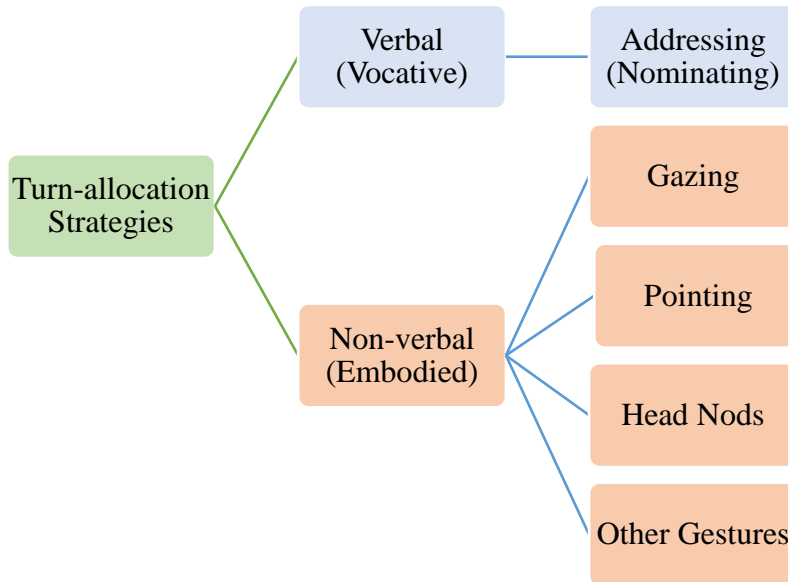 Verbal
(Vocative)
Addressing
(Nominating)
Turn-allocation
Strategies
Gazing
Pointing
Non-verbal
(Embodied)
Head Nods
Other Gestures